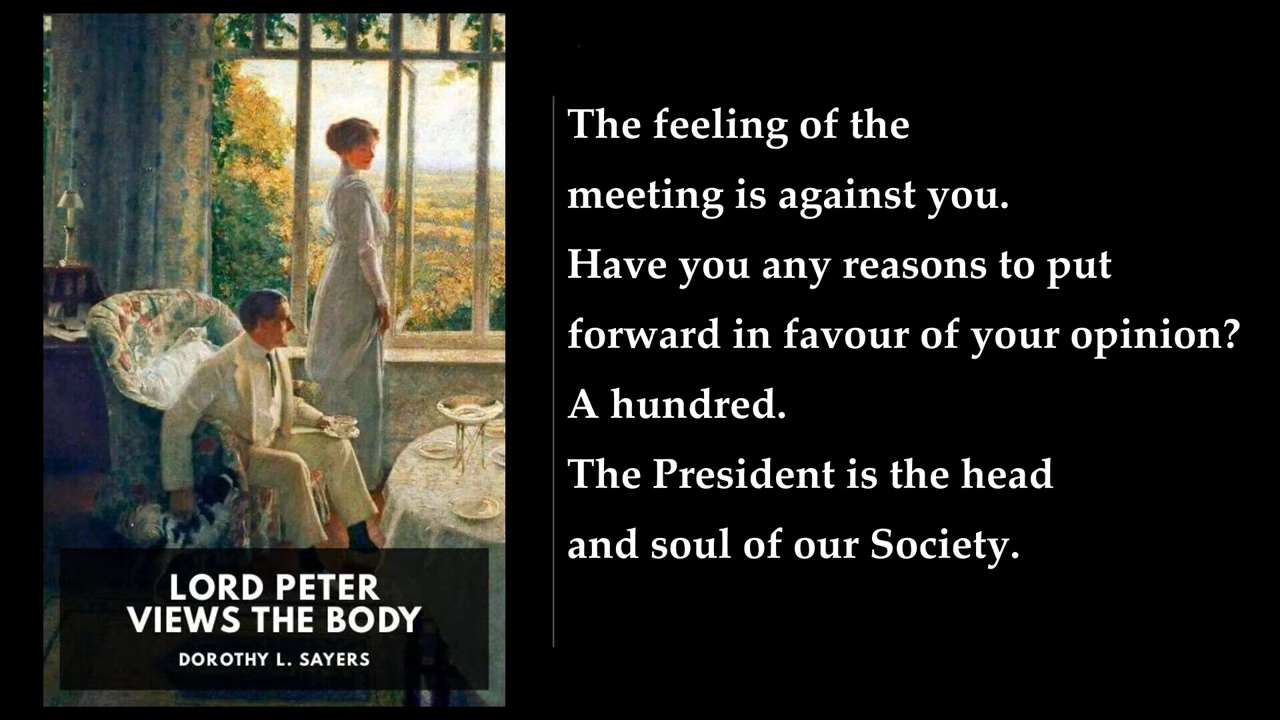 The feeling of the
meeting is against you.
Have you any reasons to put
forward in favour of your opinion?
A hundred.
The President is the head
and soul of our Society.
LORD PETER
VIEWS THE BODY
DOROTHY L. SAYERS